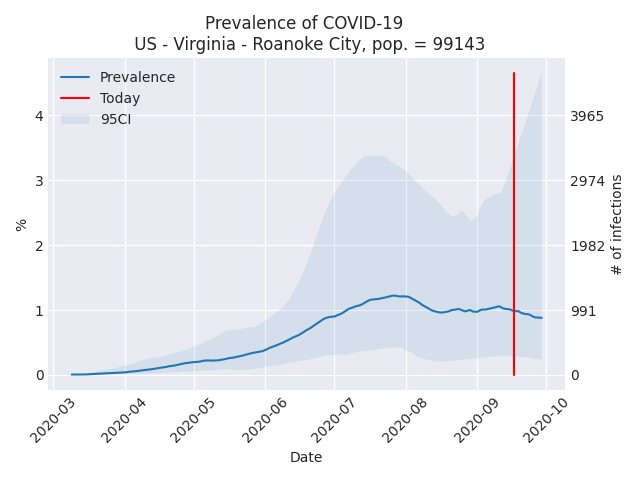 Prevalence of COVID-19
US - Virginia - Roanoke City, pop. = 99143
Prevalence
Today
95CI
%
4
3
2
1
0
3965
2974
1982
991
0
# of infections
2020-03
2020-04
2020-05
2020-06
2020-07
2020-08
2020-09
2020-10
Date